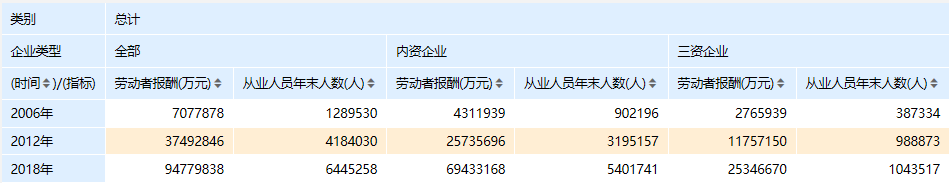 类别 总计
企业类型 全部 内资企业 三资企业
(时间)/(指标) 劳动者报酬(万元) 从业人员年末人数(人) 劳动者报酬(万元) 从业人员年末人数(人) 劳动者报酬(万元) 从业人员年末人数(人)
2006年 7077878 1289530 4311939 902196 2765939 387334
2012年 37492846 4184030 25735696 3195157 11757150 988873
2018年 94779838 6445258 69433168 5401741 25346670 1043517